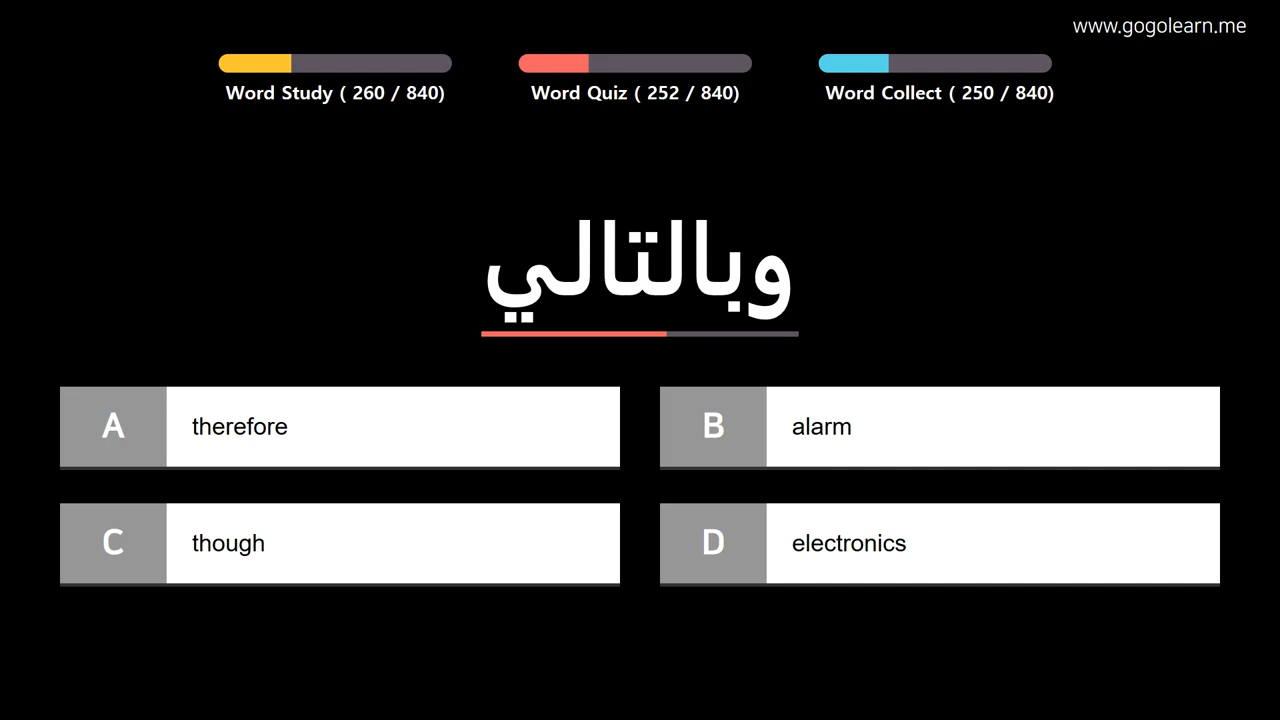 www.gogolearn.me
Word Study ( 260 / 840)
Word Quiz ( 252 / 840)
Word Collect ( 250 / 840)
وبالتالي
A therefore
B alarm
C though
D electronics